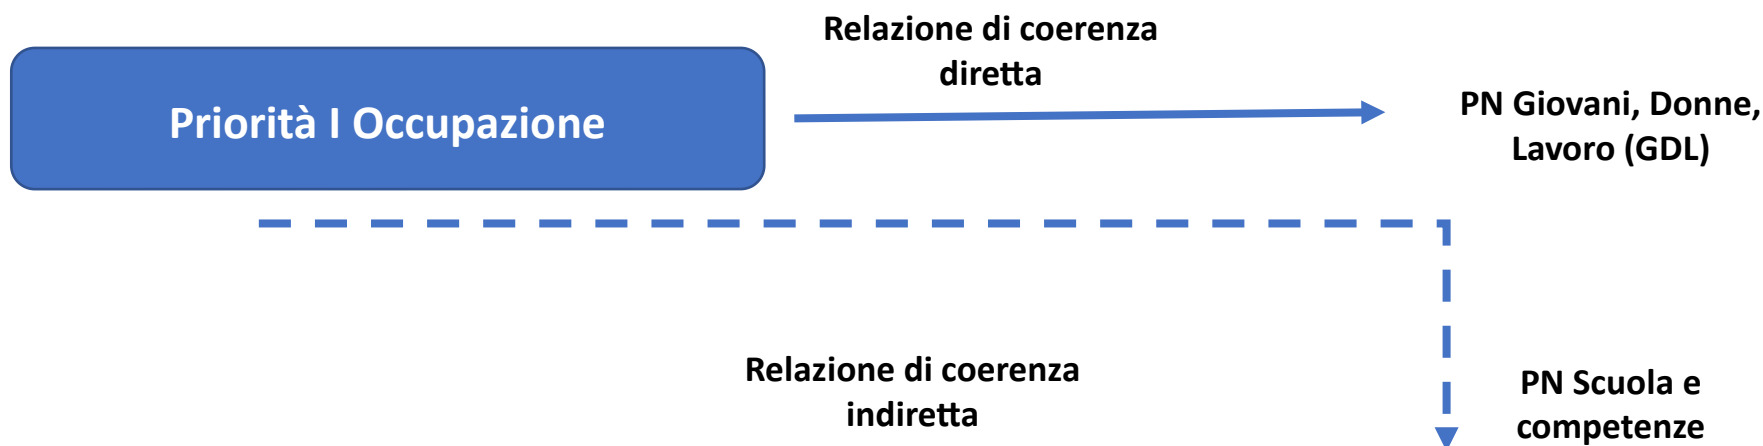 Relazione di coerenza
diretta
Priorità I Occupazione
PN Giovani, Donne,
Lavoro (GDL)
Relazione di coerenza
indiretta
PN Scuola e
competenze